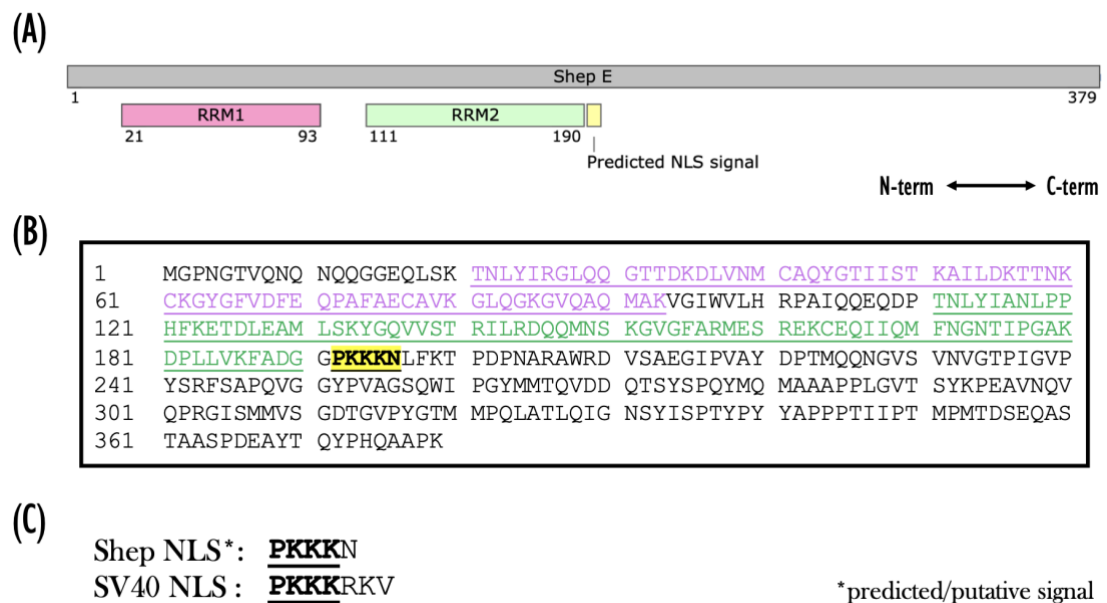 (A)
Shep E
1 379
RRM1 RRM2
21 93 111 190
Predicted NLS signal
N-term C-term
(B)
1 MGPNGTVQNQ NQQGGEQLSK TNLYIRGLQQ GTTDKDLVNM CAQYGTIIST KAILDKTTNK
61 CKGYGFVDFE QPAFAECAVK GLQGKGVQAQ MAKVGIWVLH RPAIQQEQDP TNLYIANLPP
121 HFKETDLEAM LSKYGQVVST RILRDQQMNS KGVGFARMES REKCEQIIQM FNGNTIPGAK
181 DPLLVKFADG GPKKKNLFKT PDPNARAWRD VSAEGIPVAY DPTMQQNGVS VNVGTPIGVP
241 YSRFSAPQVG GYPVAGSQWI PGYMMTQVDD QTSYSPQYMQ MAAAPPLGVT SYKPEAVNQV
301 QPRGISMMVS GDTGVPYGTM MPQLATLQIG NSYISPTYPY YAPPPTIIPT MPMTDSEQAS
361 TAASPDEAYT QYPHQAAPK
(C)
Shep NLS*: PKKKN
SV40 NLS : PKKKRKV
*predicted/putative signal